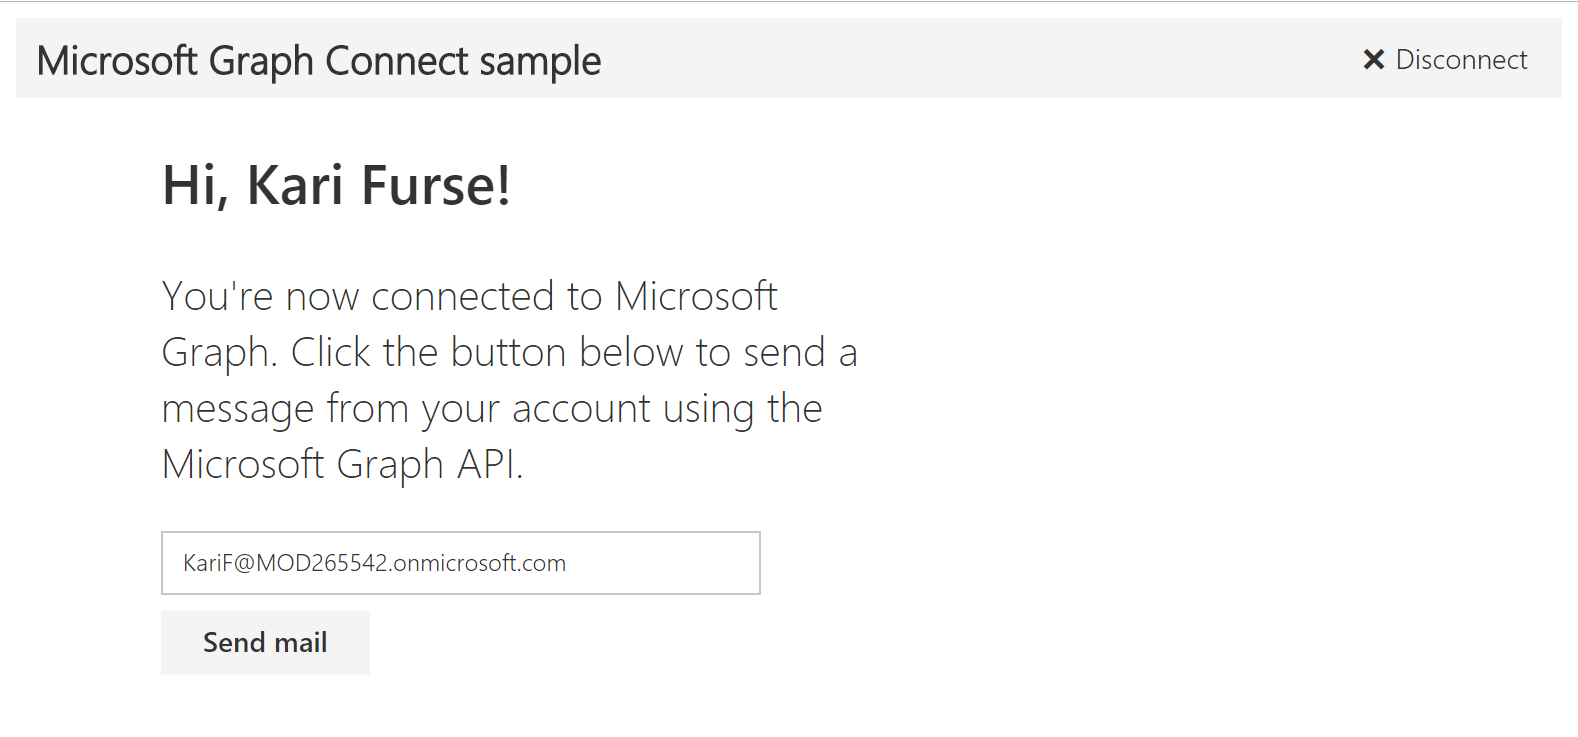 Microsoft Graph Connect sample
Disconnect
Hi, Kari Furse!
You're now connected to Microsoft
Graph. Click the button below to send a
message from your account using the
Microsoft Graph API.
KariF@MOD265542.onmicrosoft.com
Send mail